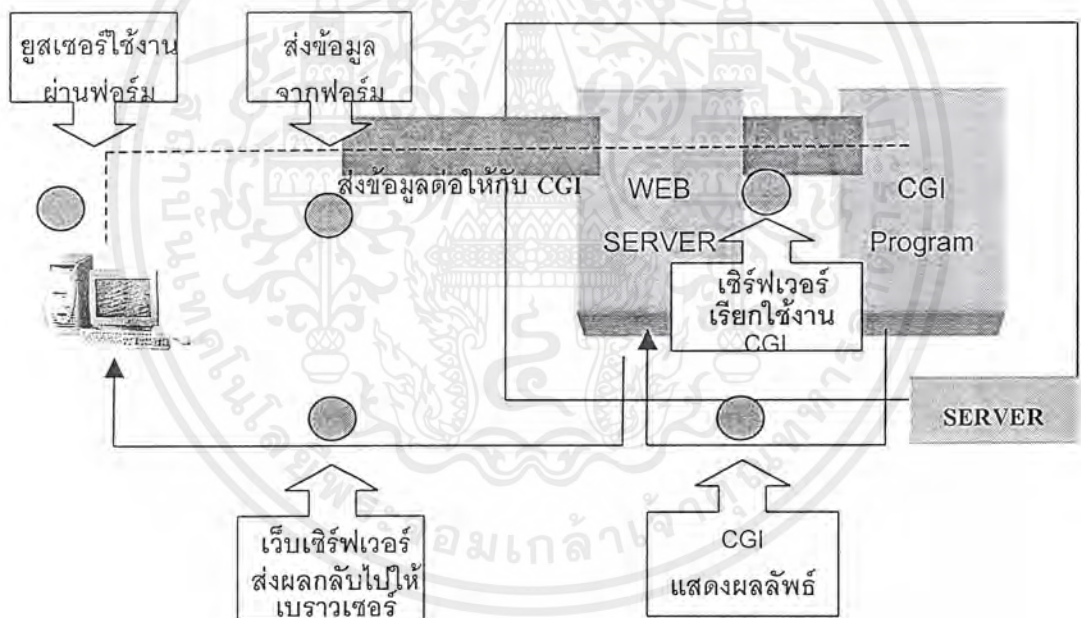 ยูสเซอร์ใช้งาน
ผ่านฟอร์ม
ส่งข้อมูล
จากฟอร์ม
ส่งข้อมูลต่อให้กับ CGI
WEB
SERVER
CGI
Program
เซิร์ฟเวอร์
เรียกใช้งาน
CGI
SERVER
เว็บเซิร์ฟเวอร์
ส่งผลกลับไปให้
เบราวเซอร์
CGI
แสดงผลลัพธ์